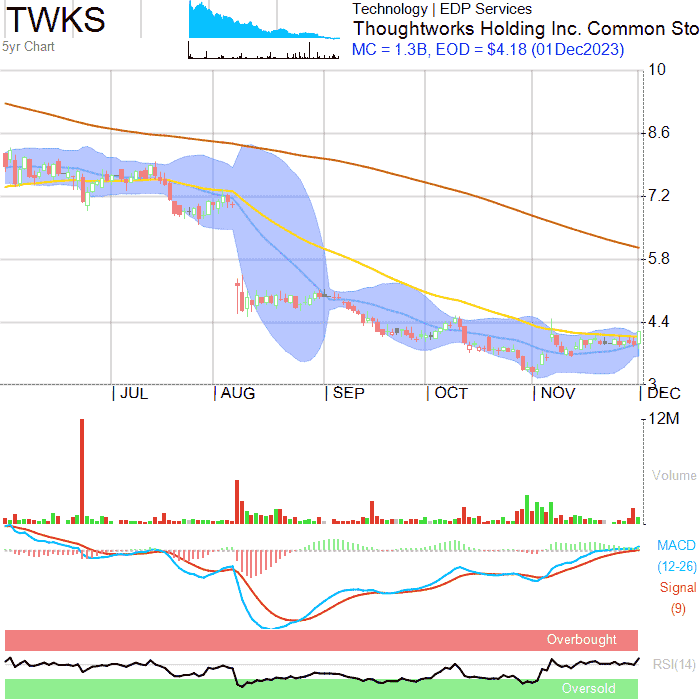 TWKS
5yr Chart
Technology | EDP Services
Thoughtworks Holding Inc. Common Sto
MC = 1.3B, EOD = $4.18 (01Dec2023)
10
8.6
7.2
5.8
4.4
3
JUL AUG SEP OCT NOV DEC
12M
Volume
MACD
(12-26)
Signal
(9)
Overbought
RSI(14)
Oversold